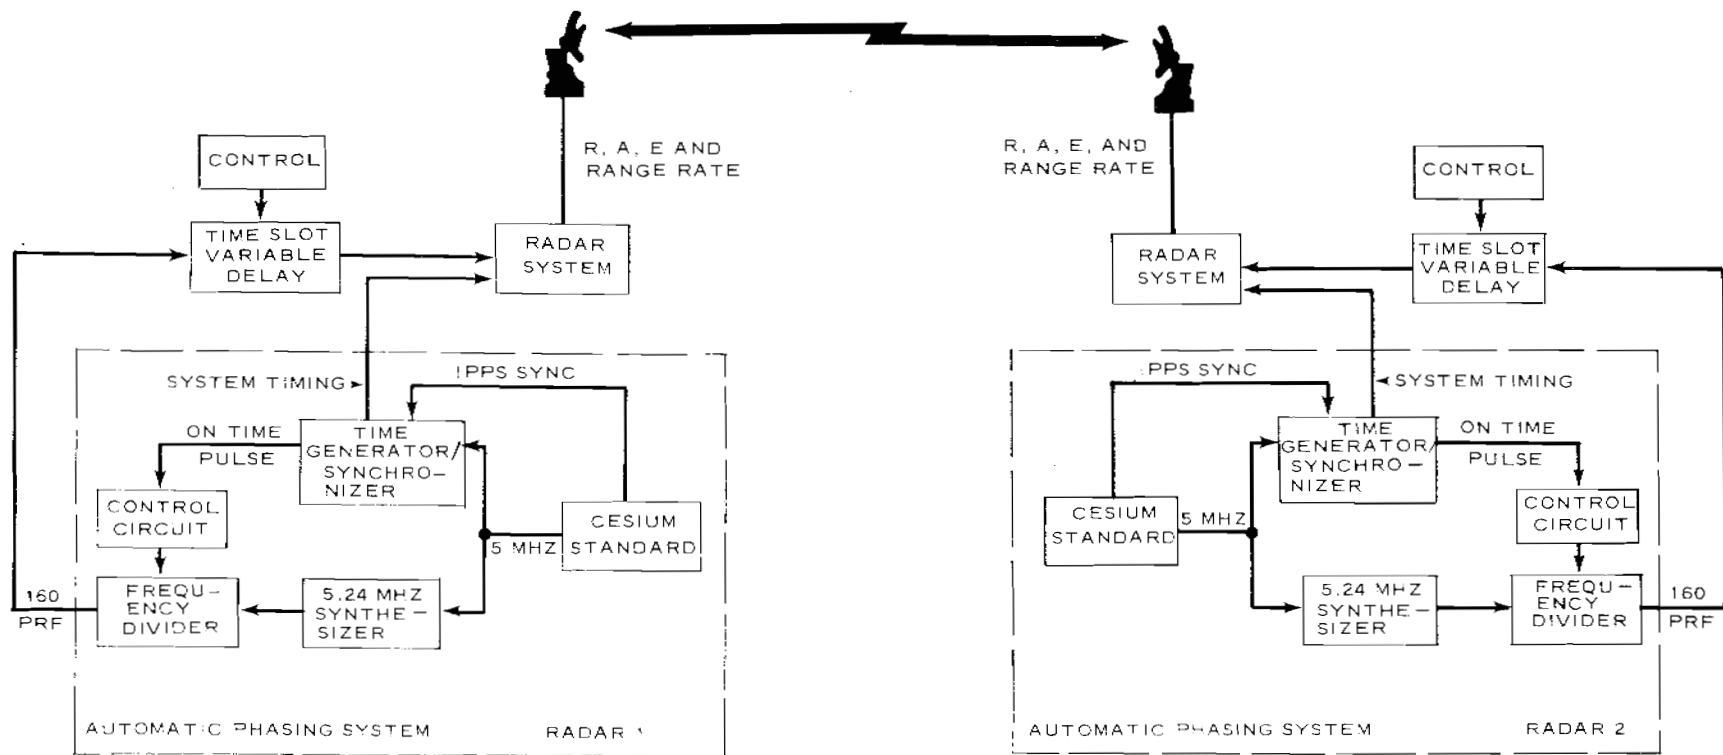 CONTROL
TIME SLOT
VARIABLE
DELAY
R, A, E AND
RANGE RATE
RADAR
SYSTEM
SYSTEM TIMING
1PPS SYNC
ON TIME
PULSE
TIME
GENERATOR/
SYNCHRO-
NIZER
CONTROL
CIRCUIT
CESIUM
STANDARD
5 MHZ
160
PRF
FREQU-
ENCY
DIVIDER
5.24 MHZ
SYNTHE-
SIZER
AUTOMATIC PHASING SYSTEM
RADAR 1
R, A, E, AND
RANGE RATE
CONTROL
RADAR
SYSTEM
TIME SLOT
VARIABLE
DELAY
1PPS SYNC
SYSTEM TIMING
TIME
GENERATOR/
SYNCHRO-
NIZER
ON TIME
PULSE
CESIUM
STANDARD
5 MHZ
CONTROL
CIRCUIT
5.24 MHZ
SYNTHE-
SIZER
FREQU-
ENCY
DIVIDER
160
PRF
AUTOMATIC PHASING SYSTEM
RADAR 2